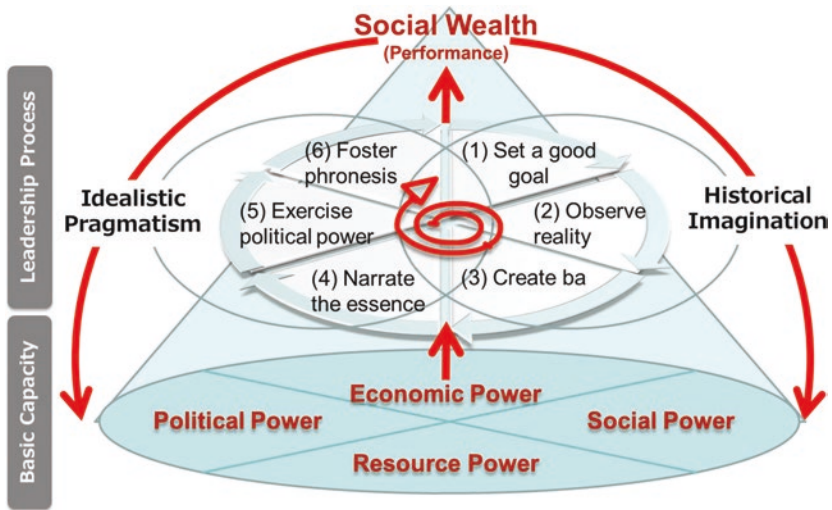 Social Wealth
(Performance)
Leadership Process
(6) Foster
phronesis
(1) Set a good
goal
Idealistic
Pragmatism
(5) Exercise
political power
(2) Observe
reality
Historical
Imagination
(4) Narrate
the essence
(3) Create ba
Basic Capacity
Economic Power
Political Power
Social Power
Resource Power